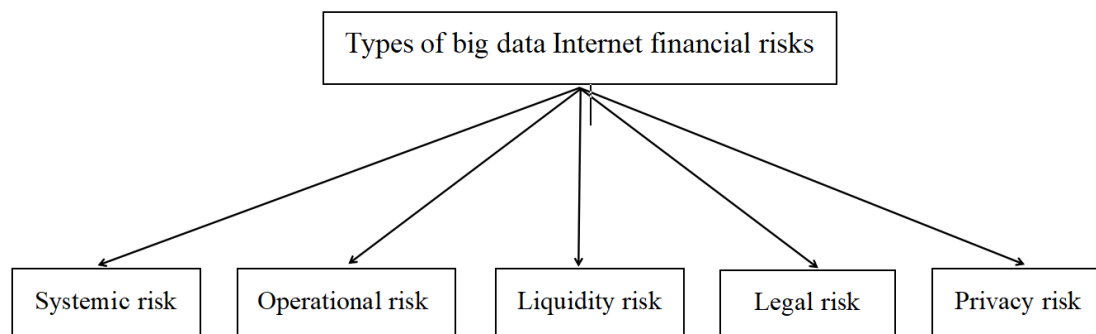 Types of big data Internet financial risks
Systemic risk
Operational risk
Liquidity risk
Legal risk
Privacy risk